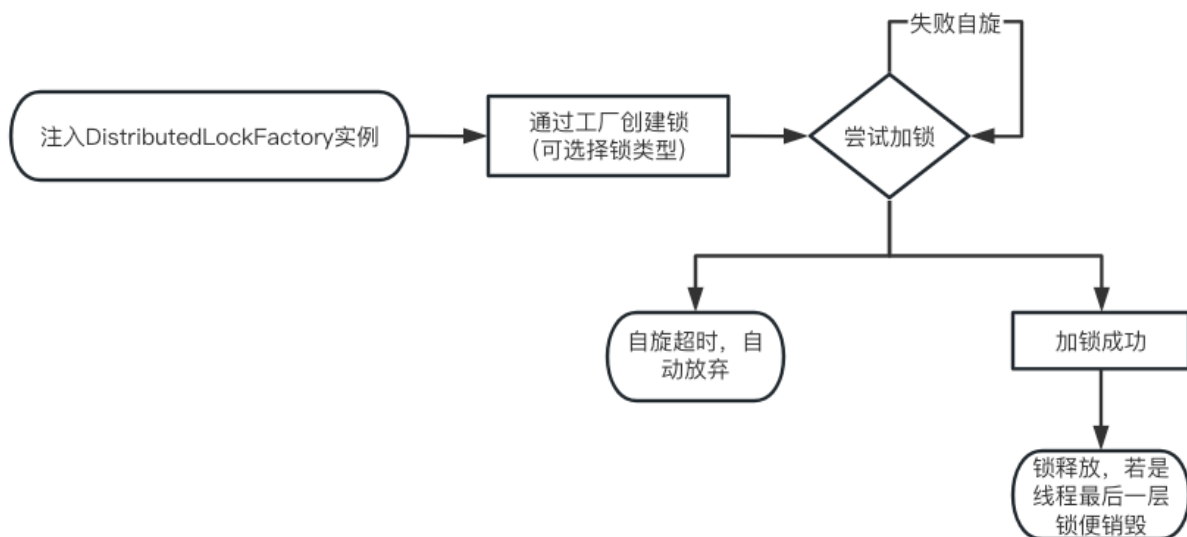 失败自旋
注入DistributedLockFactory实例
通过工厂创建锁
（可选择锁类型）
尝试加锁
自旋超时，自
动放弃
加锁成功
锁释放，若是
线程最后一层
锁便销毁